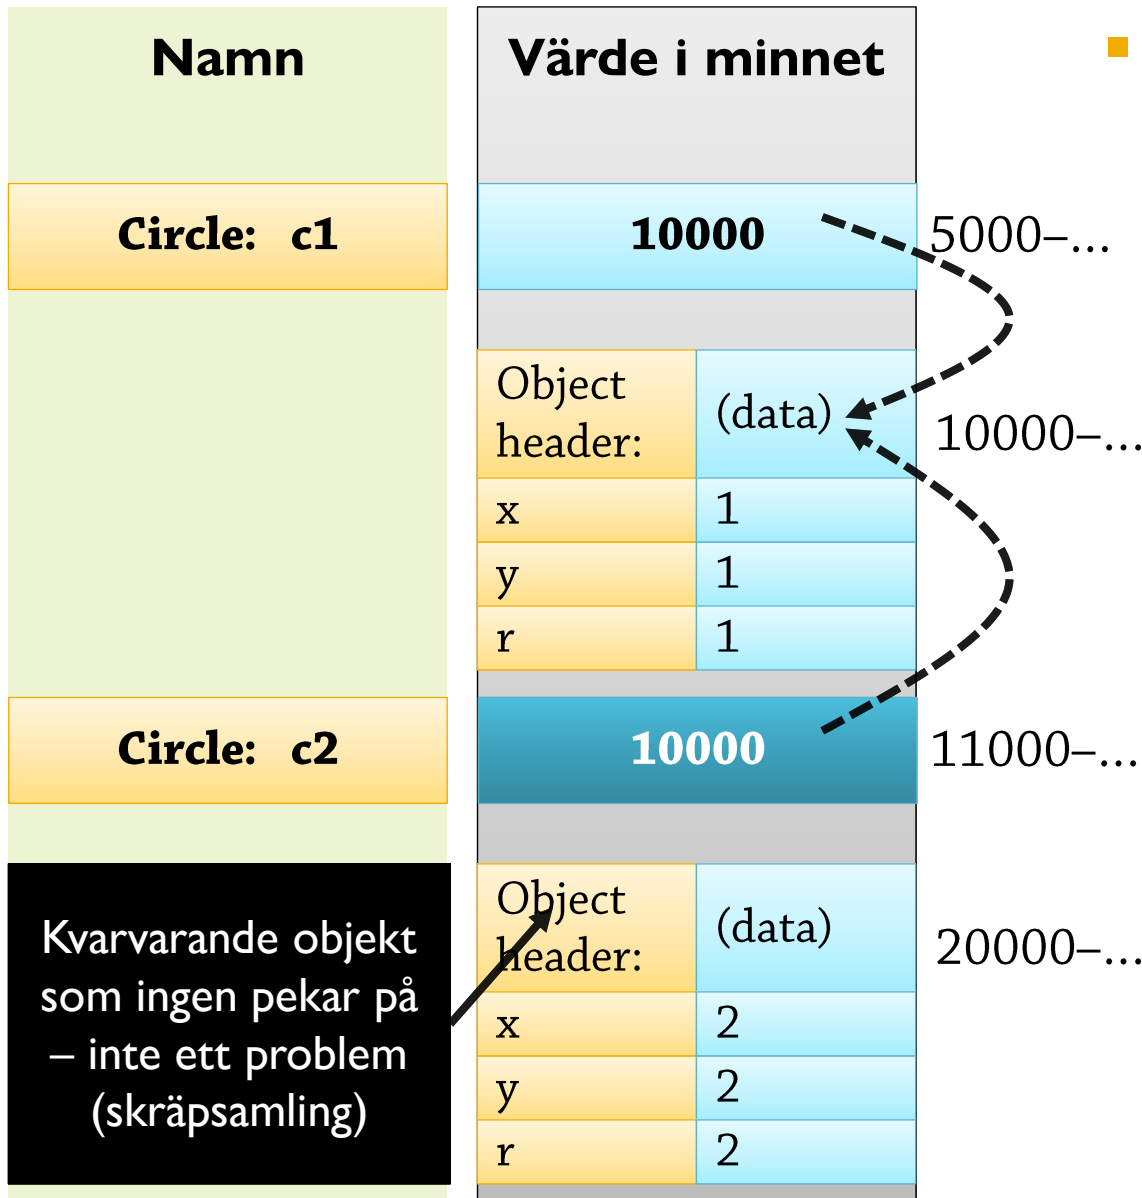 Namn Värde i minnet
Circle: c1 10000 5000–...
Object
header: (data) 10000–...
x 1
y 1
r 1
Circle: c2 10000 11000–...
Kvarvarande objekt
som ingen pekar på
– inte ett problem
(skräpsamling)
Object
header: (data) 20000–...
x 2
y 2
r 2